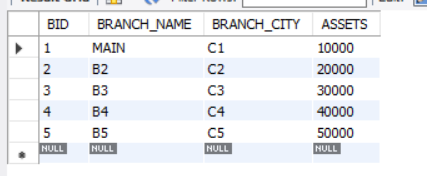 BID BRANCH_NAME BRANCH_CITY ASSETS
1 MAIN C1 10000
2 B2 C2 20000
3 B3 C3 30000
4 B4 C4 40000
5 B5 C5 50000
NULL NULL NULL NULL